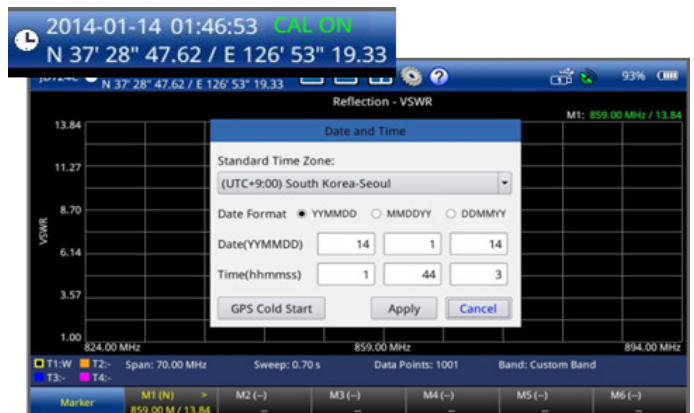 2014-01-14 01:46:53 CAL ON
N 37' 28" 47.62 / E 126' 53" 19.33
JD724C
N 37' 28" 47.62 / E 126' 53" 19.33
93%
Reflection - VSWR
M1: 859.00 MHz / 13.84
13.84
11.27
8.70
6.14
3.57
1.00
VSWR
Date and Time
Standard Time Zone:
(UTC+9:00) South Korea-Seoul
Date Format YYMMDD MMDDYY DDMMYY
Date(YYMMDD) 14 1 14
Time(hhmmss) 1 44 3
GPS Cold Start Apply Cancel
824.00 MHz 859.00 MHz 894.00 MHz
T1:W T2:- Span: 70.00 MHz Sweep: 0.70 s Data Points: 1001 Band: Custom Band
T3:- T4:-
Marker M1 (N) > M2 (--) M3 (--) M4 (--) M5 (--) M6 (--)
859.00 M / 13.84 -- -- -- -- --